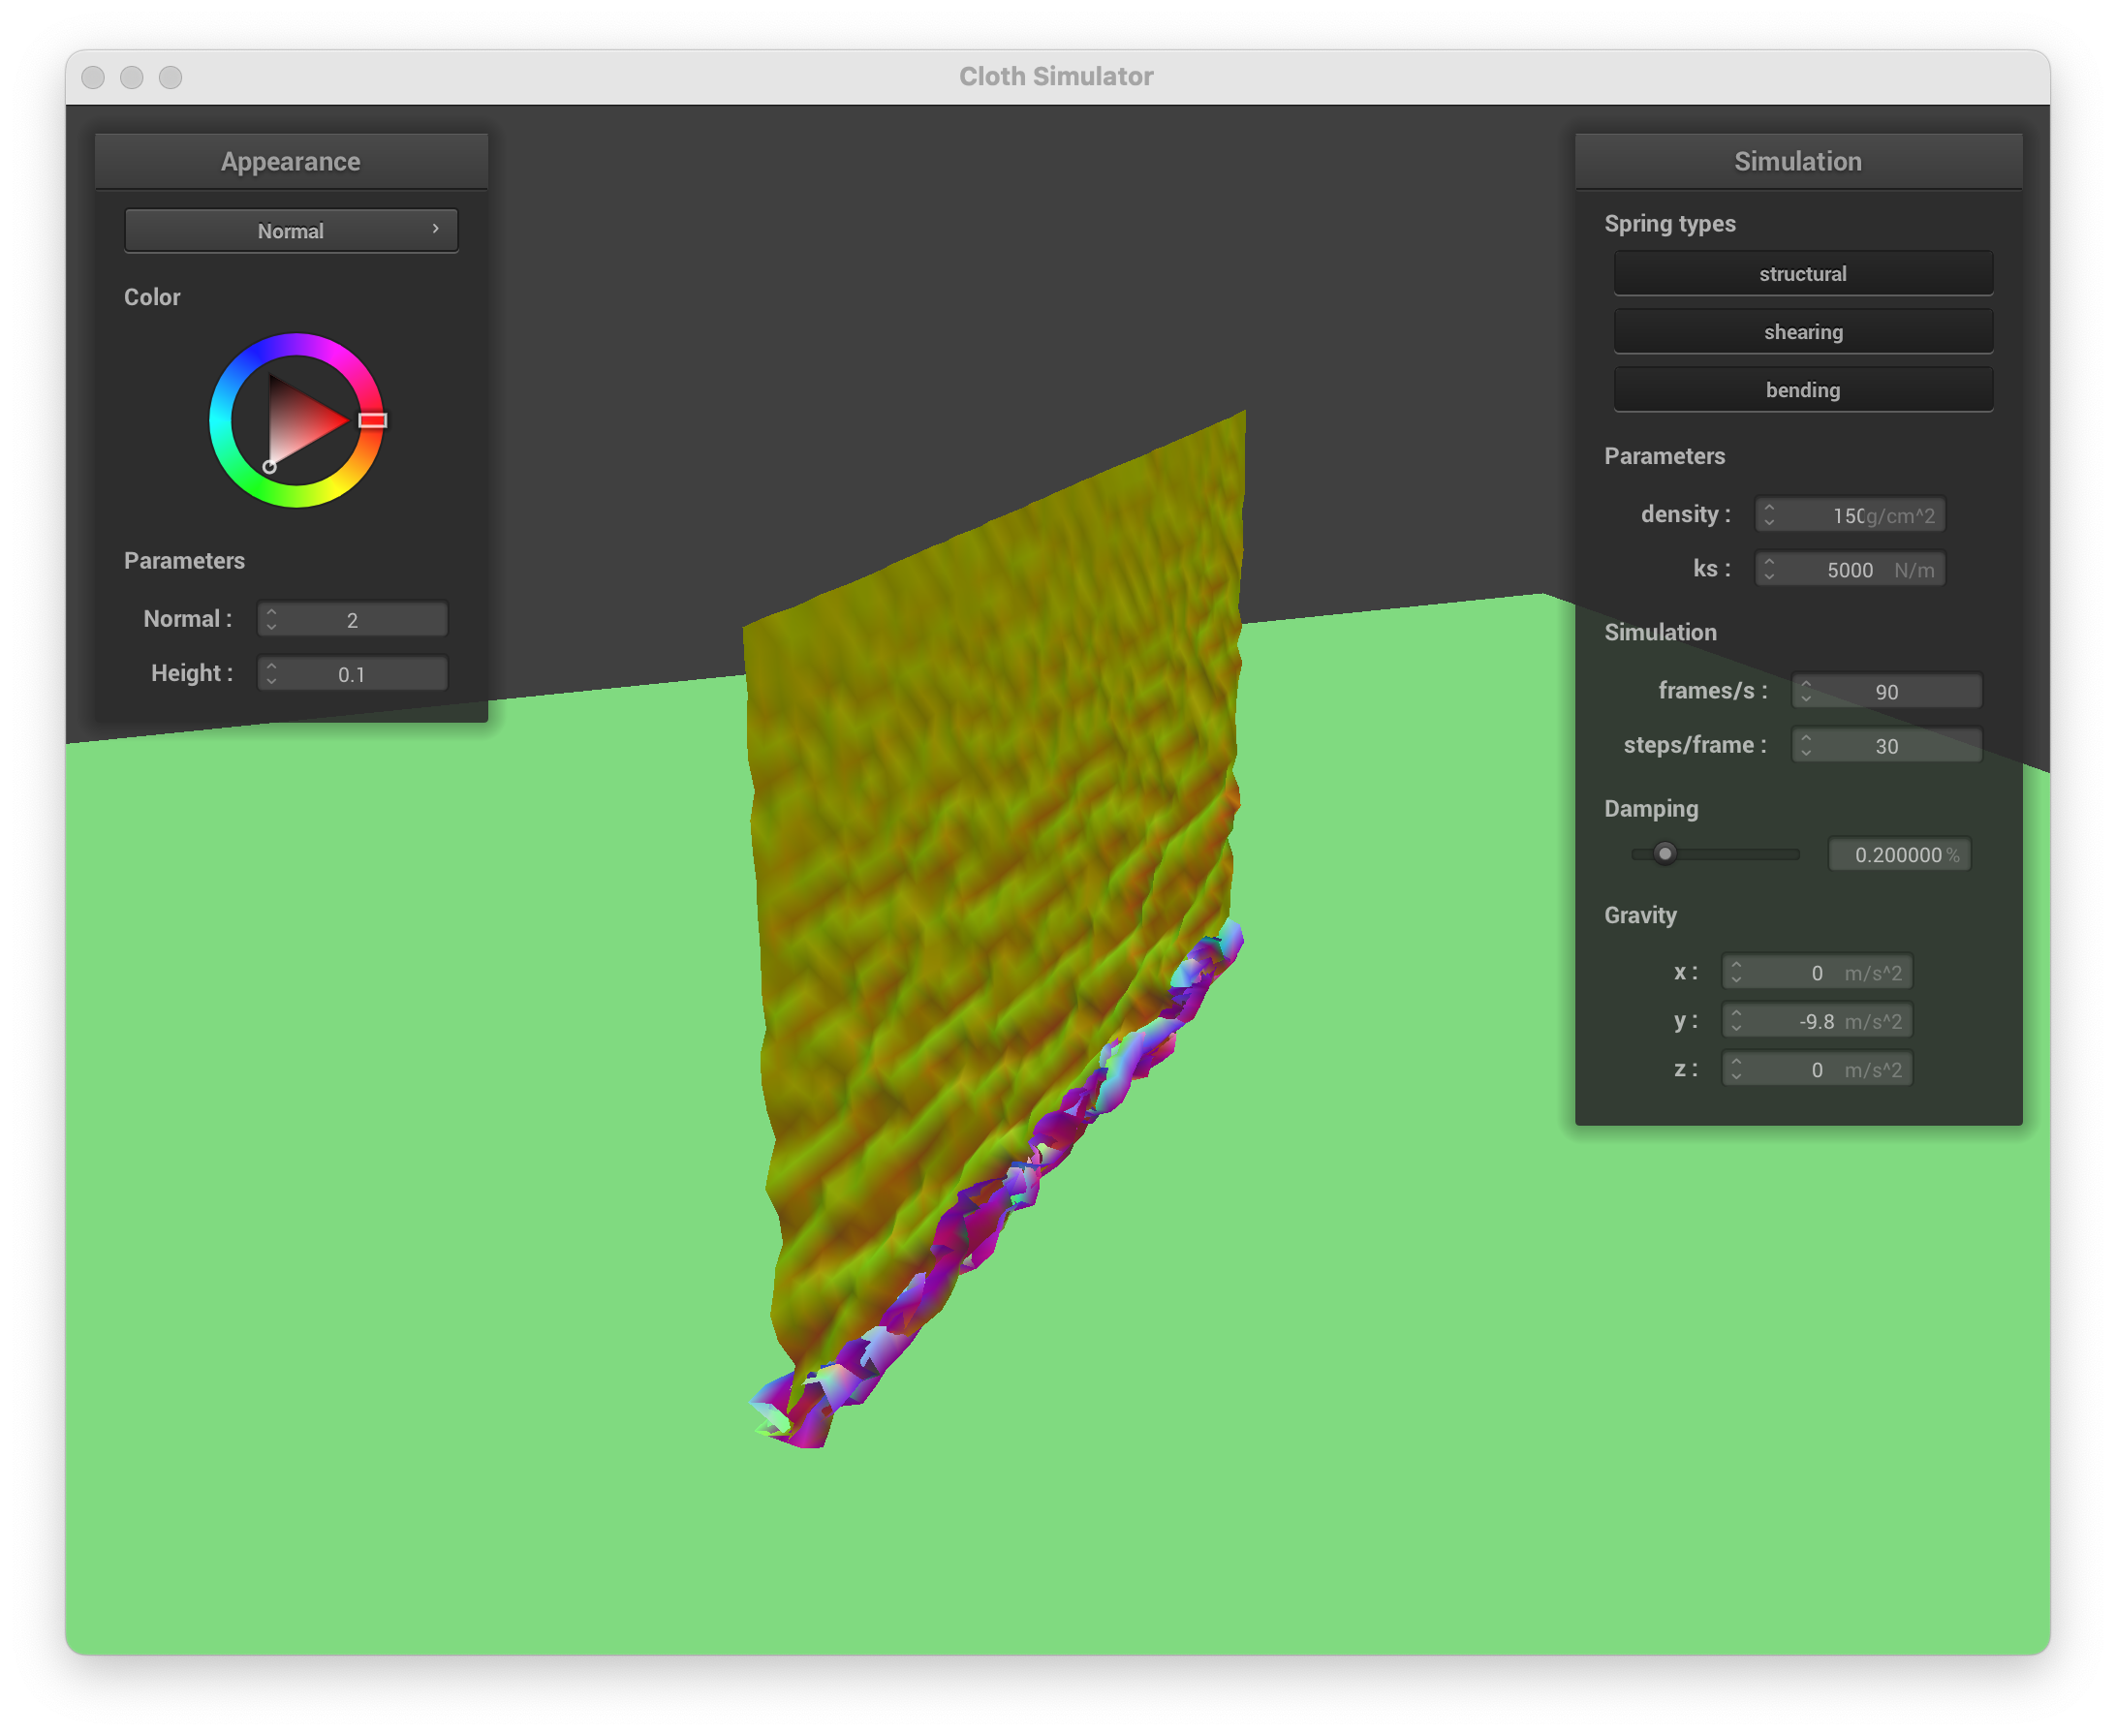 Cloth Simulator
Appearance
Normal
Color
Parameters
Normal : 2
Height : 0.1
Simulation
Spring types
structural
shearing
bending
Parameters
density : 150 g/cm^2
ks : 5000 N/m
Simulation
frames/s : 90
steps/frame : 30
Damping
0.200000 %
Gravity
x : 0 m/s^2
y : -9.8 m/s^2
z : 0 m/s^2